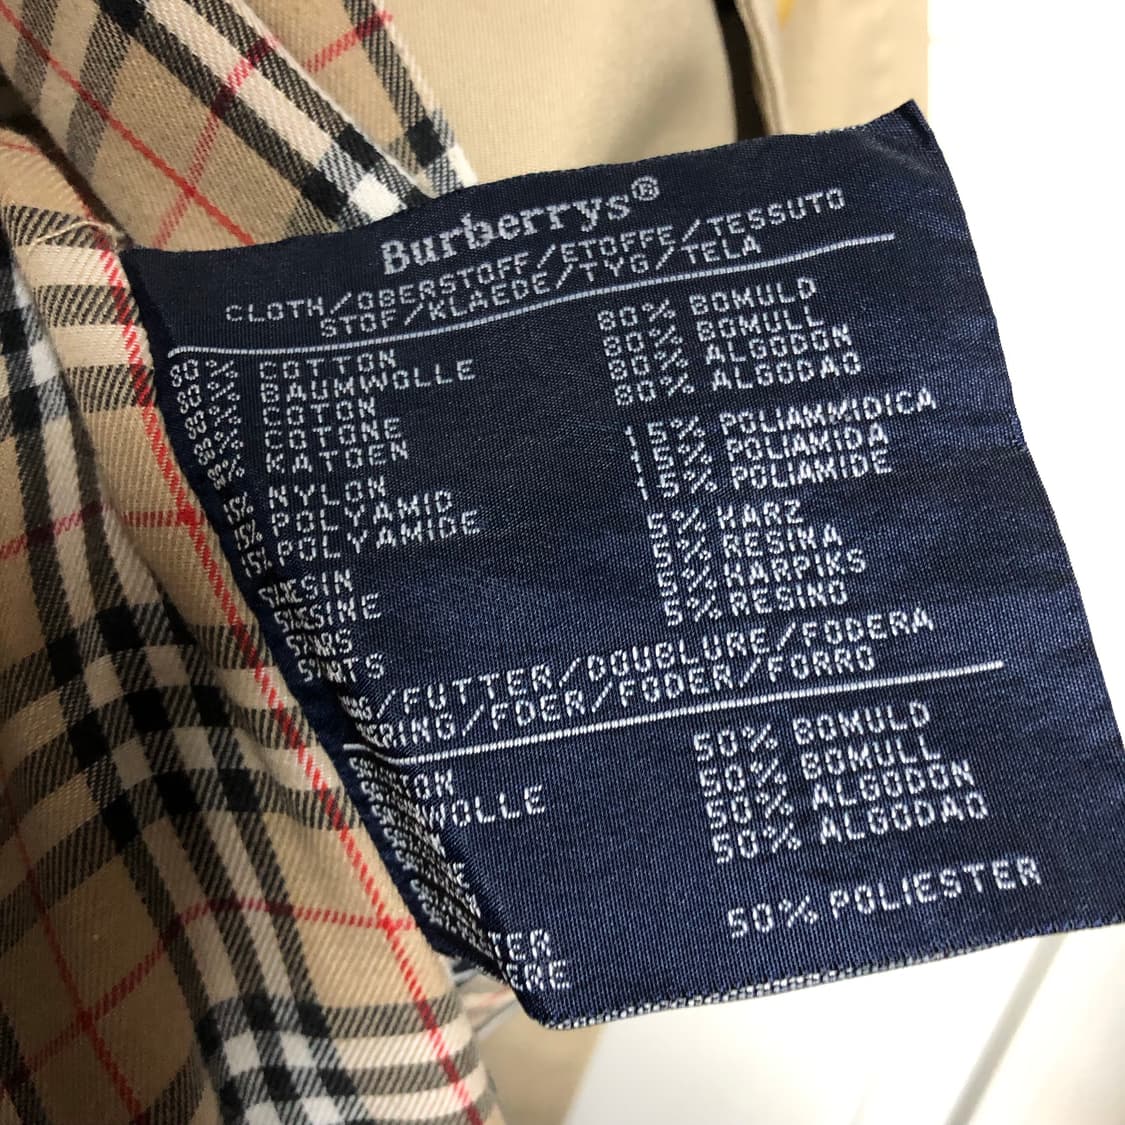 Burberrys®
CLOTH/OBERSTOFF/ETOFFE/TESSUTO
STOF/KLAEDE/TYG/TELA
80% COTTON
80% BAUMWOLLE
80% COTON
80% COTONE
80% KATOEN
15% NYLON
15% POLYAMID
15% POLYAMIDE
80% BOMULD
80% BOMULL
80% ALGODON
80% ALGODAO
15% POLIAMMIDICA
15% POLIAMIDA
15% POLIAMIDE
5% HARZ
5% RESINA
5% HARPIKS
5% RESINO
/FUTTER/DOUBLURE/FODERA
/FDER/FODER/FORRO
50% BOMULD
50% BOMULL
50% ALGODON
50% ALGODAO
50% POLIESTER